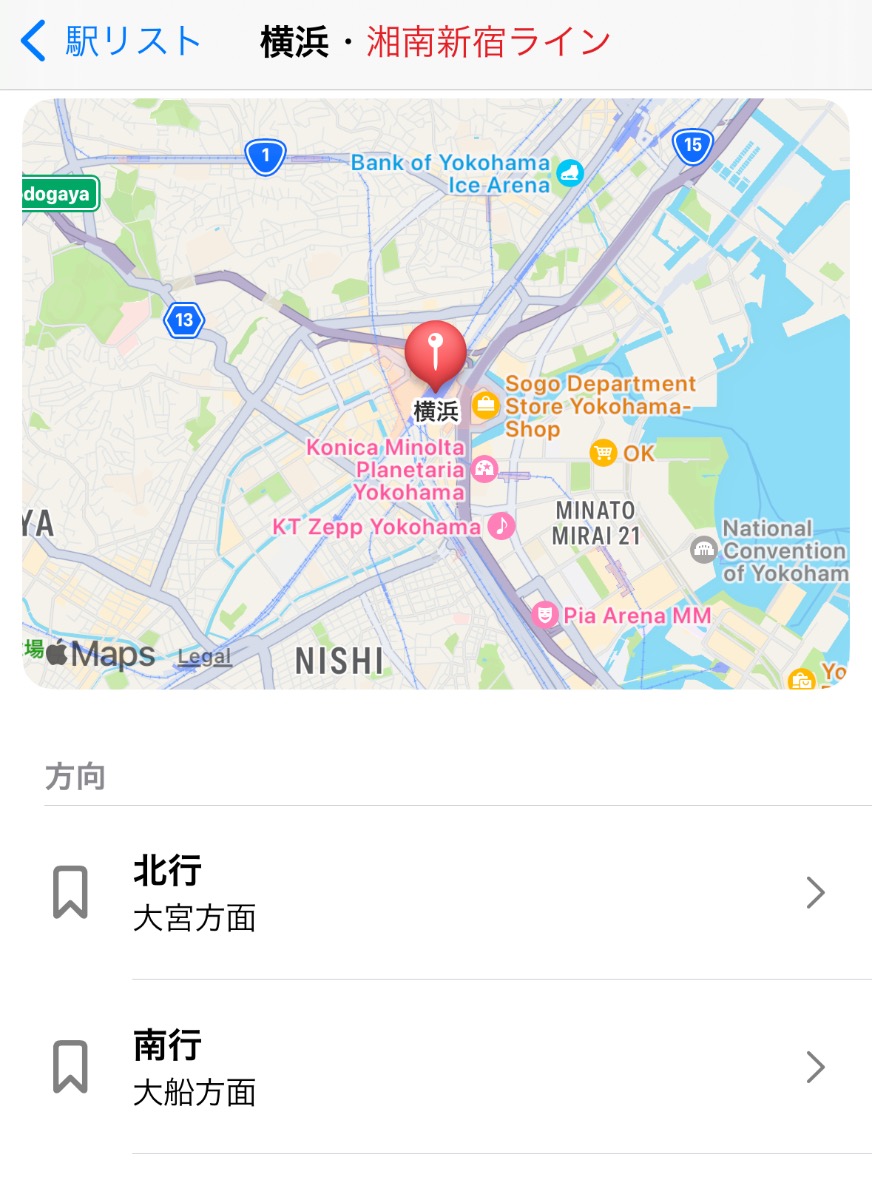 駅リスト
横浜・湘南新宿ライン
1
15
Bank of Yokohama
Ice Arena
dogaya
13
横浜
Sogo Department
Store Yokohama-
Shop
Konica Minolta
Planetaria
Yokohama
OK
KT Zepp Yokohama
MINATO
MIRAI 21
YA
National
Convention
of Yokoham
Pia Arena MM
場
Maps
Legal
NISHI
Yo
方向
北行
大宮方面
南行
大船方面